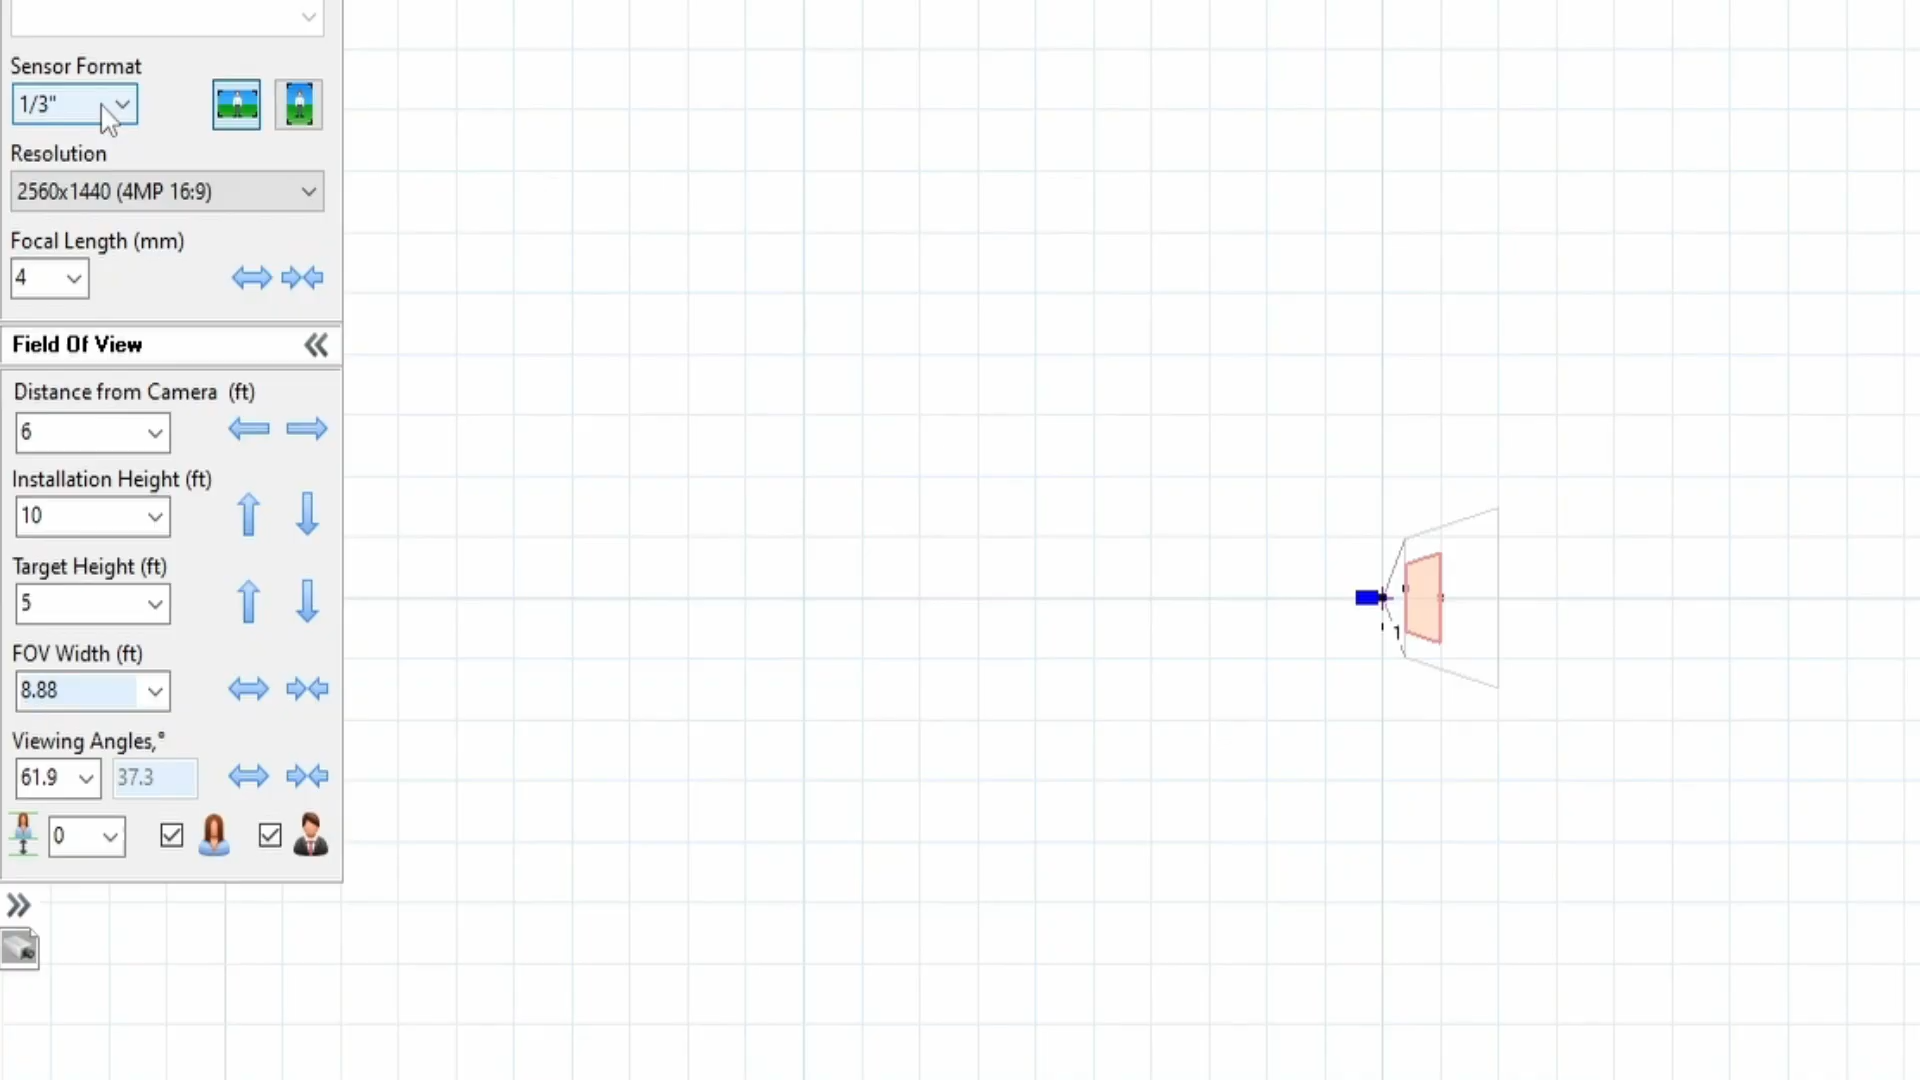 Sensor Format
1/3"
Resolution
2560x1440 (4MP 16:9)
Focal Length (mm)
4
Field Of View
Distance from Camera (ft)
6
Installation Height (ft)
10
Target Height (ft)
5
FOV Width (ft)
8.88
Viewing Angles,°
61.9 37.3
0
1